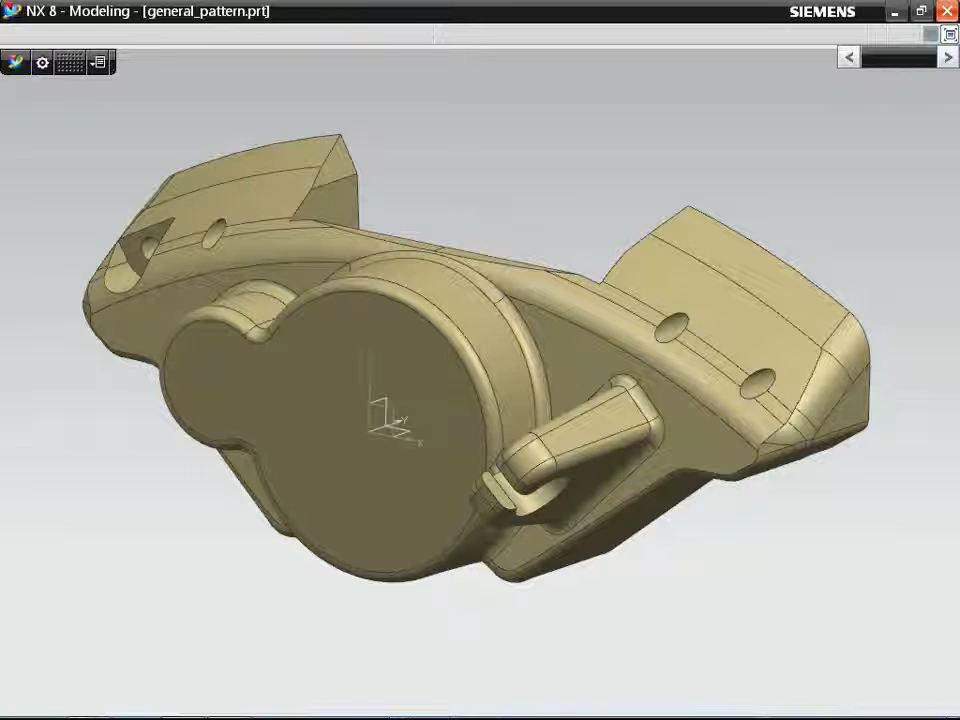 NX 8 - Modeling - [general_pattern.prt]
SIEMENS
Y
X